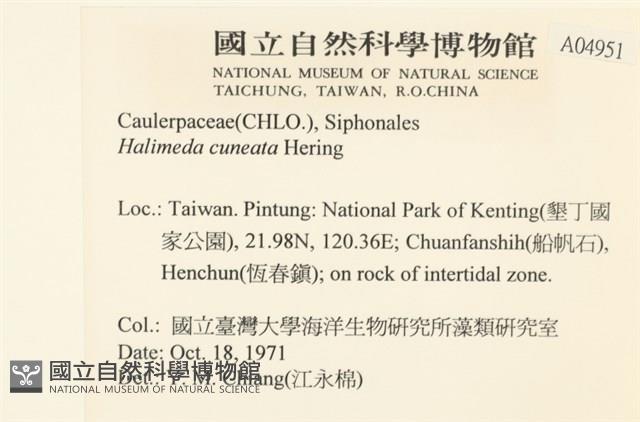 國立自然科學博物館
A04951
NATIONAL MUSEUM OF NATURAL SCIENCE
TAICHUNG, TAIWAN, R.O.CHINA
Caulerpaceae(CHLO.), Siphonales
Halimeda cuneata Hering
Loc.: Taiwan. Pintung: National Park of Kenting(墾丁國
家公園), 21.98N, 120.36E; Chuanfanshih(船帆石),
Henchun(恆春鎮); on rock of intertidal zone.
Col.: 國立臺灣大學海洋生物研究所藻類研究室
Date: Oct. 18, 1971
Det.: Y. M. Chiang(江永棉)
國立自然科學博物館
NATIONAL MUSEUM OF NATURAL SCIENCE